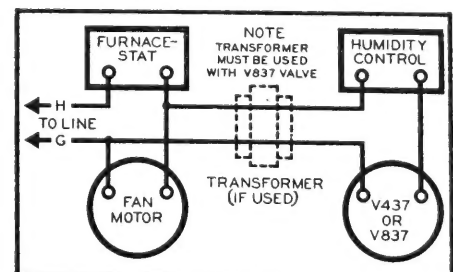 FURNACE-
STAT
NOTE
TRANSFORMER
MUST BE USED
WITH V837 VALVE
HUMIDITY
CONTROL
H
TO LINE
G
FAN
MOTOR
TRANSFORMER
(IF USED)
V437
OR
V837